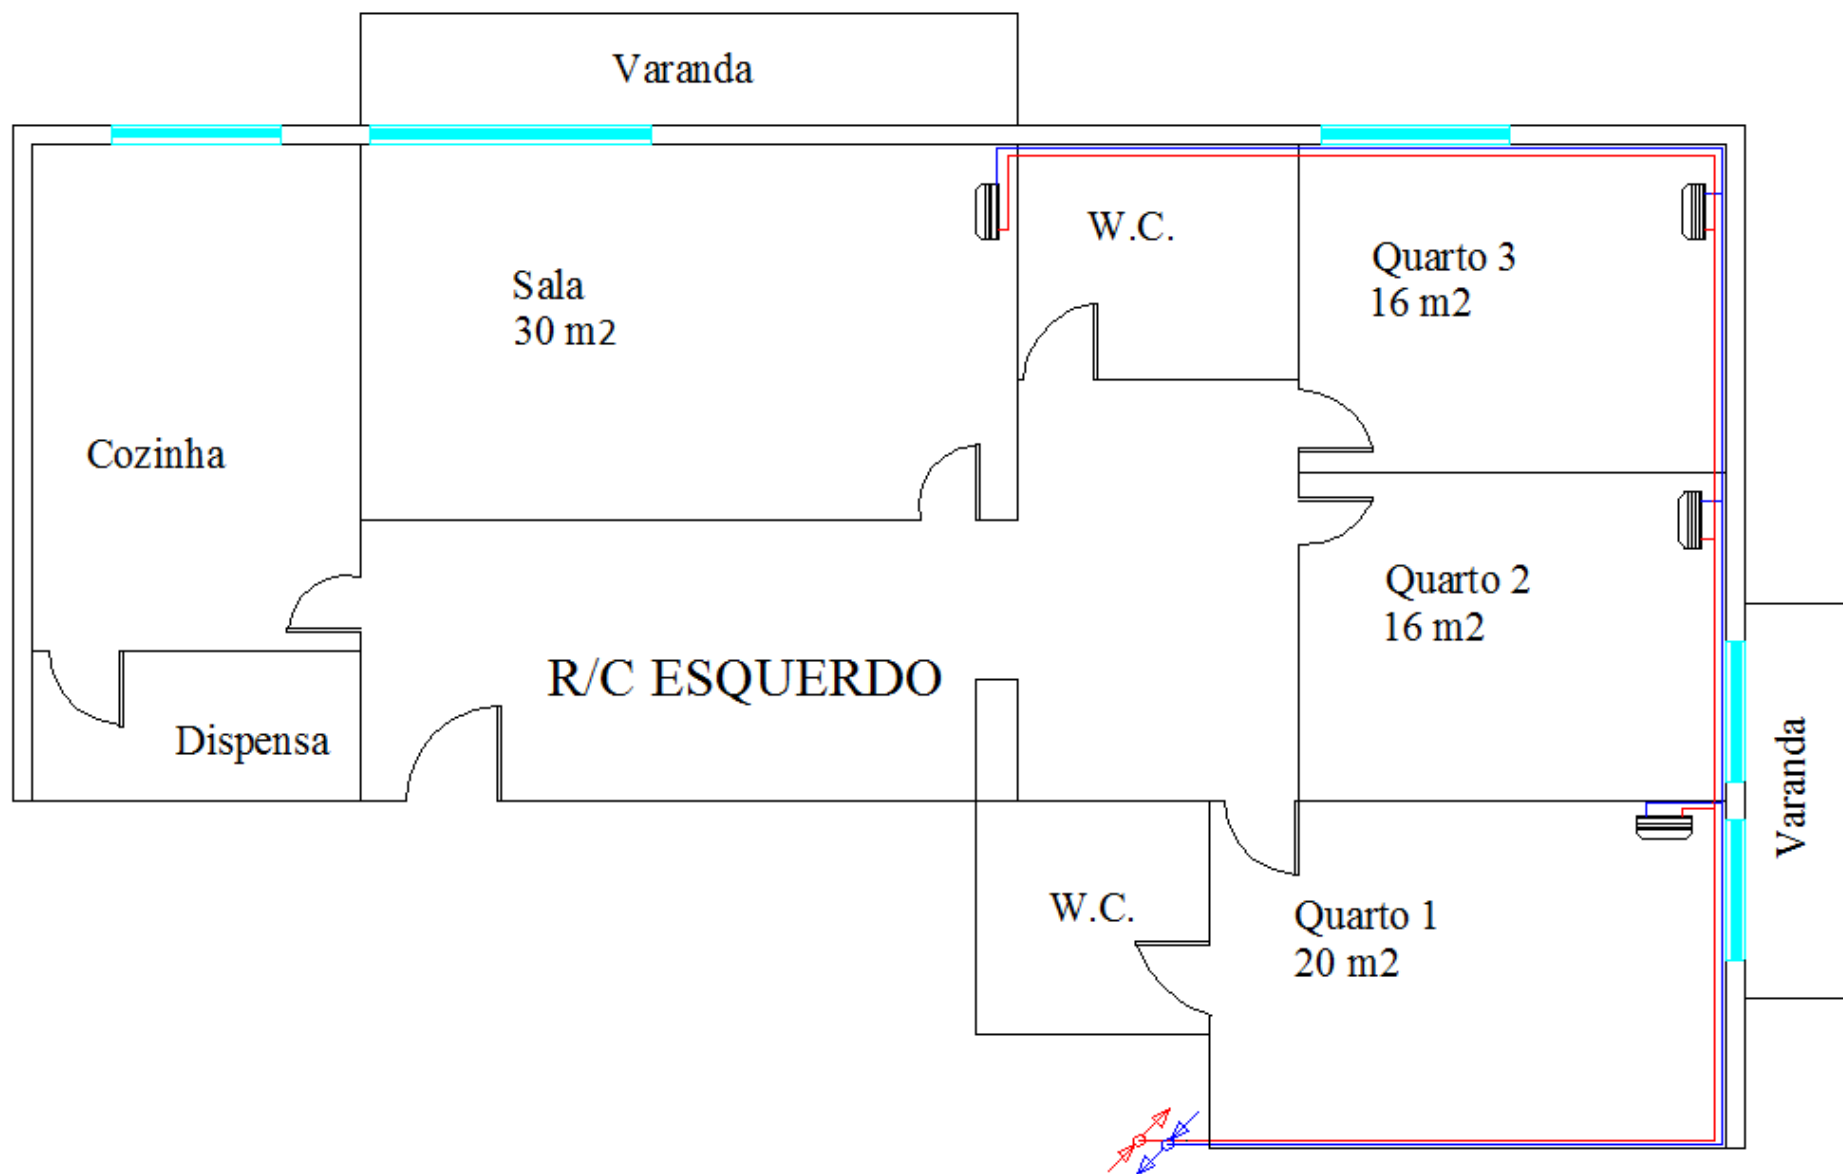 Varanda
W.C.
Quarto 3
16 m2
Sala
30 m2
Cozinha
Quarto 2
16 m2
R/C ESQUERDO
Dispensa
Varanda
W.C.
Quarto 1
20 m2